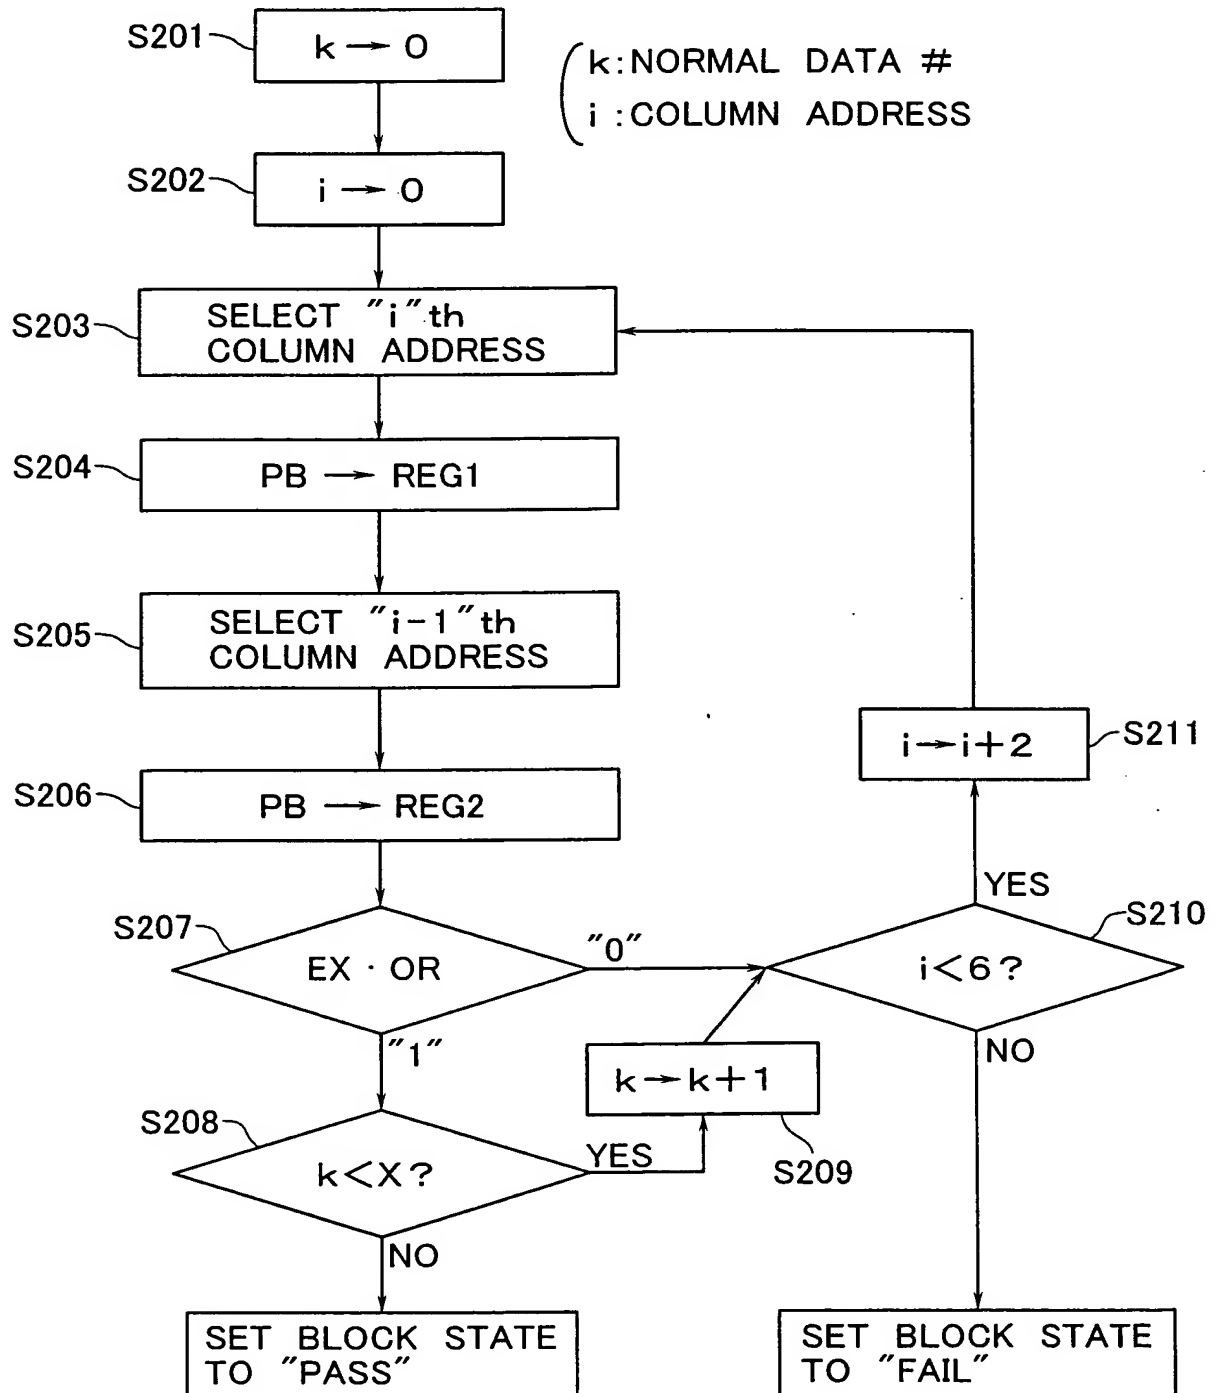 S201
k → 0
k:NORMAL DATA #
i :COLUMN ADDRESS
S202
i → 0
S203
SELECT "i"th
COLUMN ADDRESS
S204
PB → REG1
S205
SELECT "i-1"th
COLUMN ADDRESS
S206
PB → REG2
i→i+2
S211
YES
S207
EX · OR
"0"
"1"
i<6?
S210
NO
k→k+1
S209
S208
k<X?
YES
NO
SET BLOCK STATE
TO "PASS"
SET BLOCK STATE
TO "FAIL"